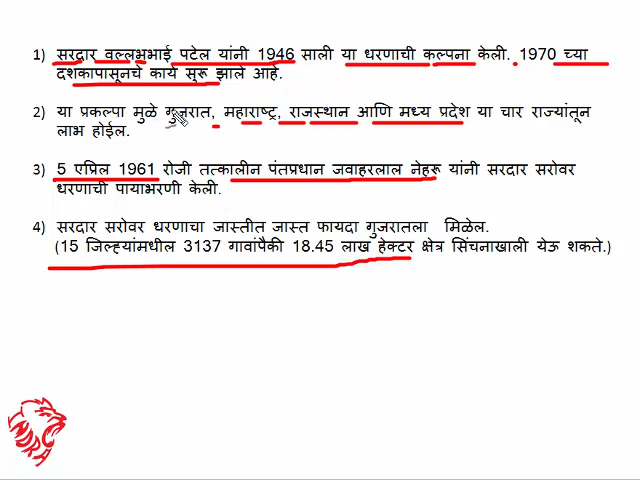 1) सरदार वल्लभभाई पटेल यांनी 1946 साली या धरणाची कल्पना केली. 1970 च्या
दशकापासूनचे कार्य सूरू झाले आहे.
2) या प्रकल्पा मुळे गुजरात, महाराष्ट्र, राजस्थान आणि मध्य प्रदेश या चार राज्यांतून
लाभ होईल.
3) 5 एप्रिल 1961 रोजी तत्कालीन पंतप्रधान जवाहरलाल नेहरू यांनी सरदार सरोवर
धरणाची पायाभरणी केली.
4) सरदार सरोवर धरणाचा जास्तीत जास्त फायदा गुजरातला मिळेल.
(15 जिल्ह्यांमधील 3137 गावांपैकी 18.45 लाख हेक्टर क्षेत्र सिंचनाखाली येऊ शकते.)
INDRA